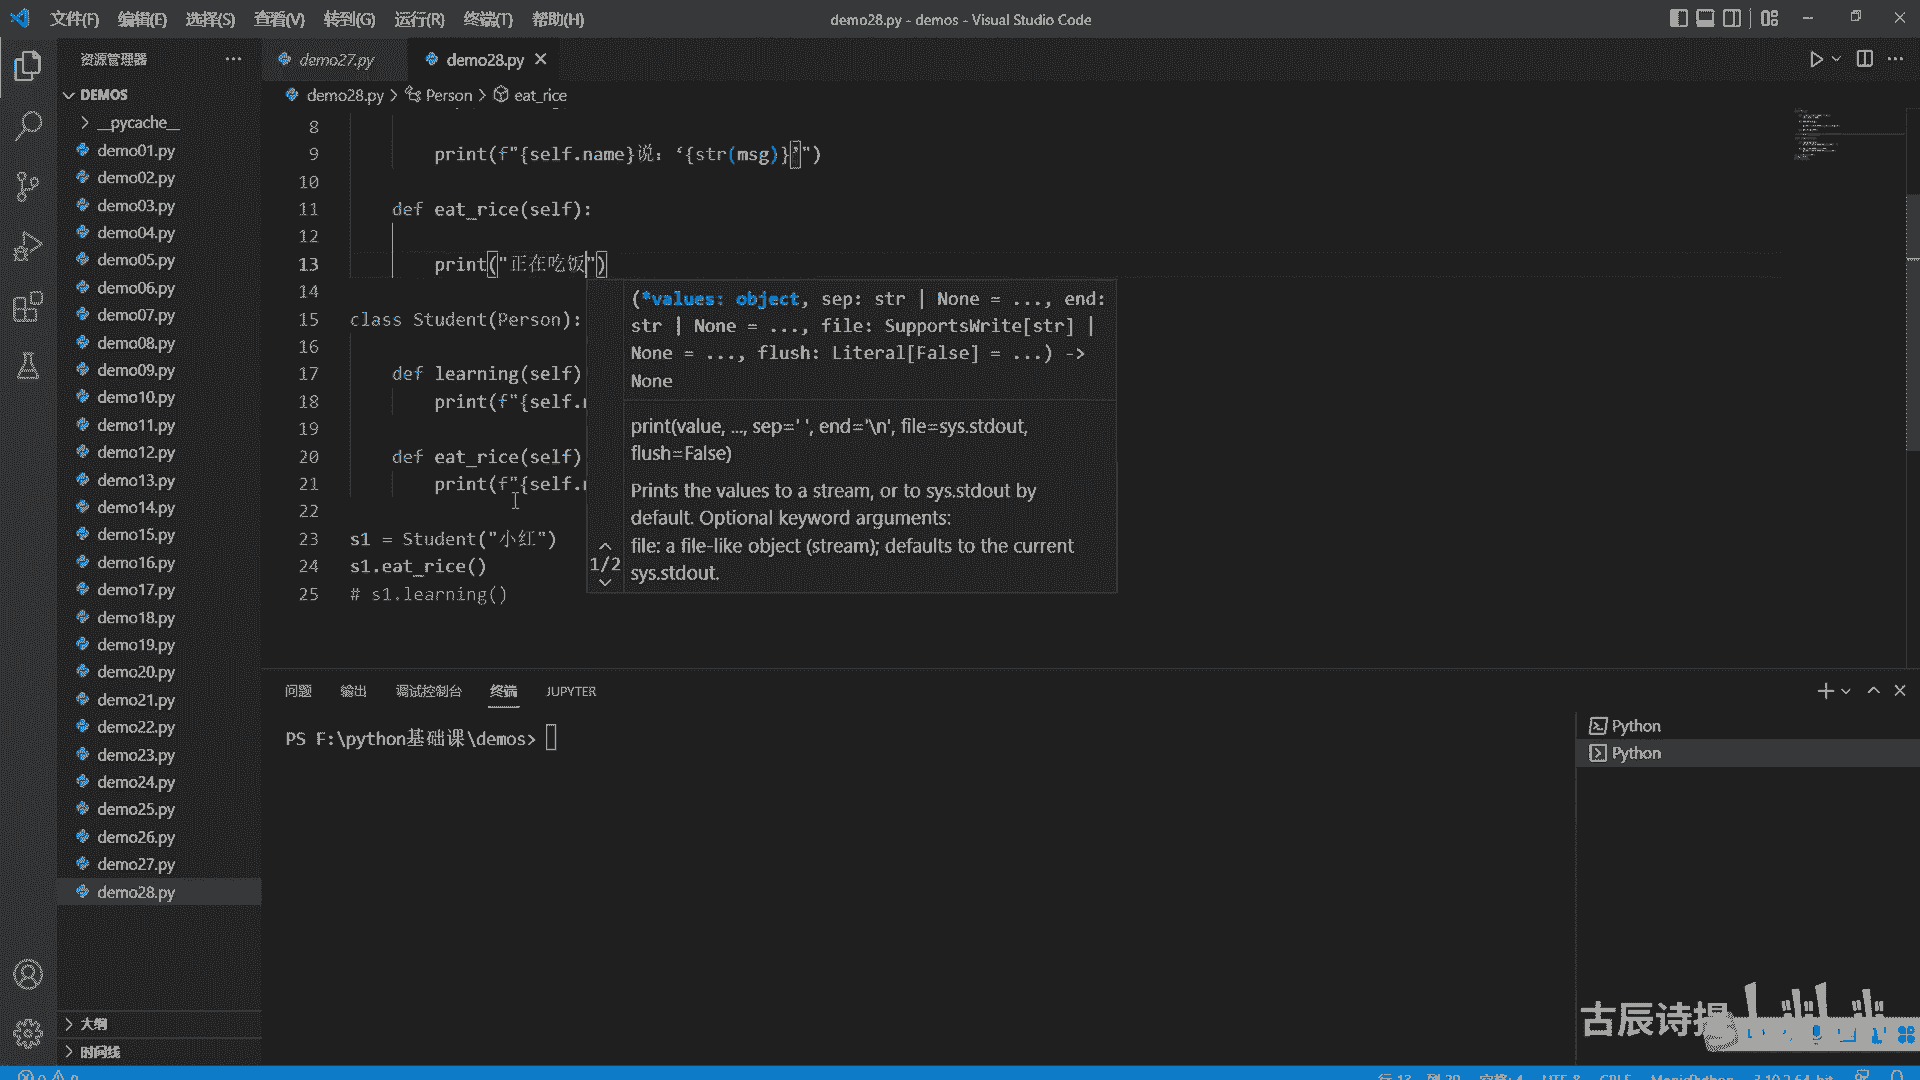 文件(F) 编辑(E) 选择(S) 查看(V) 转到(G) 运行(R) 终端(T) 帮助(H)
demo28.py - demos - Visual Studio Code
资源管理器
demo27.py
demo28.py
DEMOS
demo28.py > Person > eat_rice
__pycache__
demo01.py
demo02.py
demo03.py
demo04.py
demo05.py
demo06.py
demo07.py
demo08.py
demo09.py
demo10.py
demo11.py
demo12.py
demo13.py
demo14.py
demo15.py
demo16.py
demo17.py
demo18.py
demo19.py
demo20.py
demo21.py
demo22.py
demo23.py
demo24.py
demo25.py
demo26.py
demo27.py
demo28.py
大纲
时间线
8
9 print(f"{self.name}说：‘{str(msg)}’")
10
11 def eat_rice(self):
12
13 print("正在吃饭")
14
15 class Student(Person):
16
17 def learning(self)
18 print(f"{self.
19
20 def eat_rice(self)
21 print(f"{self.
22
23 s1 = Student("小红")
24 s1.eat_rice()
25 # s1.learning()
(*values: object, sep: str | None = ..., end:
str | None = ..., file: SupportsWrite[str] |
None = ..., flush: Literal[False] = ...) ->
None
print(value, ..., sep=' ', end='\n', file=sys.stdout,
flush=False)
Prints the values to a stream, or to sys.stdout by
default. Optional keyword arguments:
file: a file-like object (stream); defaults to the current
sys.stdout.
1/2
问题 输出 调试控制台 终端 JUPYTER
PS F:\python基础课\demos>
Python
Python
古辰诗